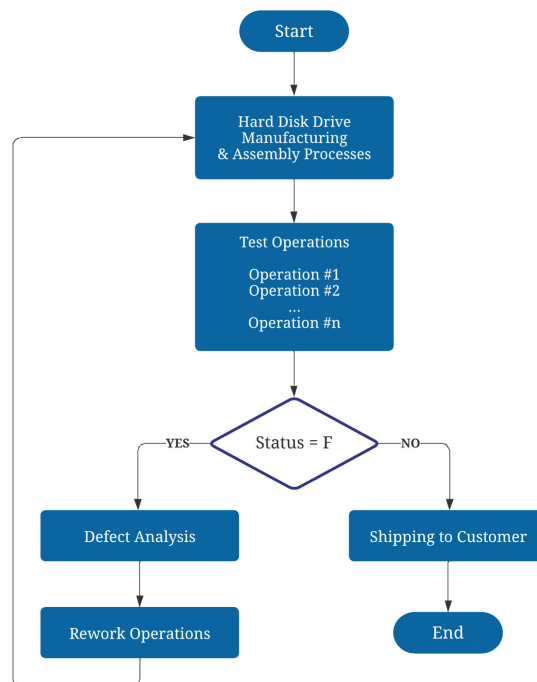 Start
Hard Disk Drive
Manufacturing
& Assembly Processes
Test Operations
Operation #1
Operation #2
...
Operation #n
Status = F
YES
NO
Defect Analysis
Shipping to Customer
Rework Operations
End